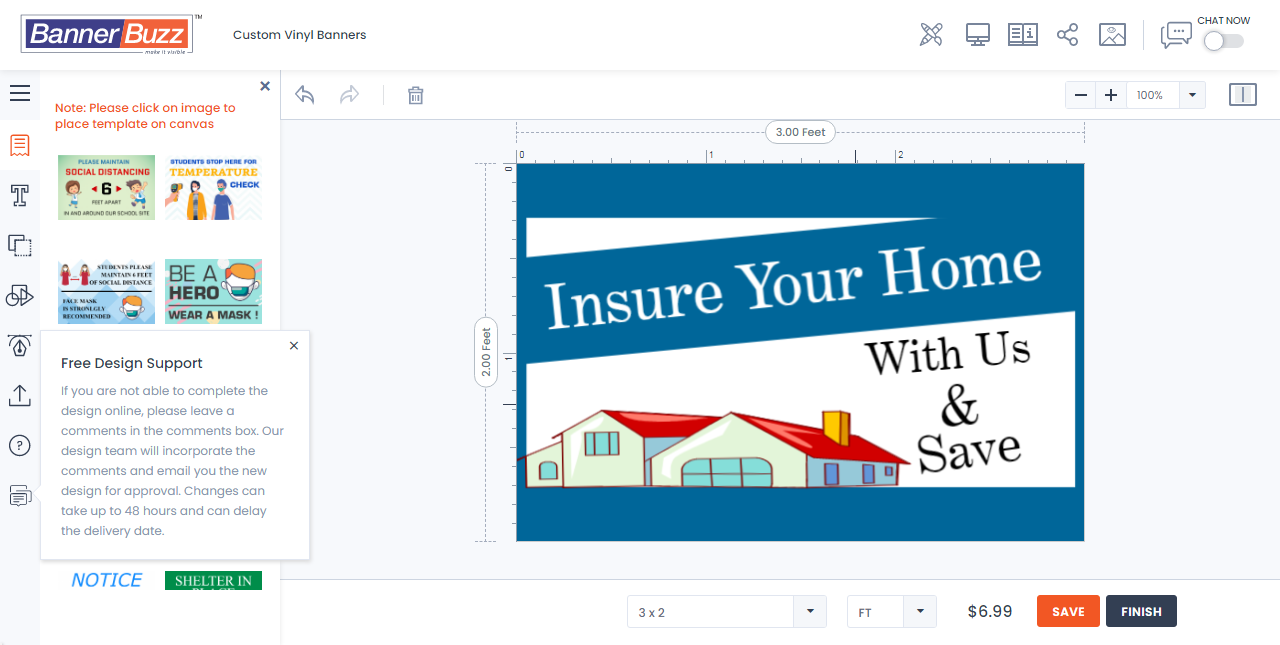 BannerBuzz™
make it visible
Custom Vinyl Banners
CHAT NOW
Note: Please click on image to
place template on canvas
100%
3.00 Feet
0
1
2
0
1
2.00 Feet
PLEASE MAINTAIN
SOCIAL DISTANCING
6
FEET APART
IN AND AROUND OUR SCHOOL SITE
STUDENTS STOP HERE FOR
TEMPERATURE
CHECK
STUDENTS PLEASE
MAINTAIN 6 FEET
OF SOCIAL DISTANCE
FACE MASK
IS STRONLGLY
RECOMMENDED
BE A
HERO
WEAR A MASK !
Insure Your Home
With Us
&
Save
Free Design Support
If you are not able to complete the
design online, please leave a
comments in the comments box. Our
design team will incorporate the
comments and email you the new
design for approval. Changes can
take up to 48 hours and can delay
the delivery date.
NOTICE
SHELTER IN
PLACE
3 x 2
FT
$6.99
SAVE
FINISH